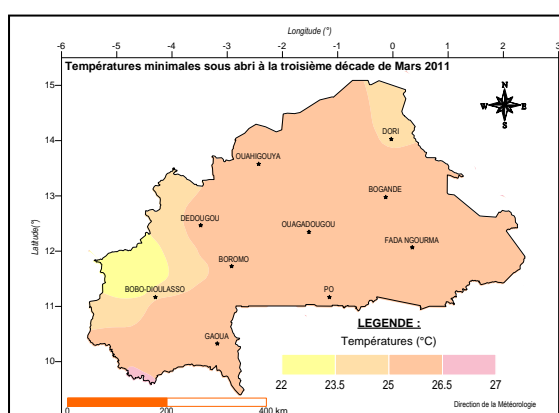 Longitude (°)
-6 -5 -4 -3 -2 -1 0 1 2 3
Températures minimales sous abri à la troisième décade de Mars 2011
15
14
13
12
11
10
Latitude(°)
N
W E
S
DORI
OUAHIGOUYA
BOGANDE
DEDOUGOU
OUAGADOUGOU
FADA NGOURMA
BOROMO
BOBO-DIOULASSO
PO
GAOUA
LEGENDE :
Températures (°C)
22 23.5 25 26.5 27
0 200 400 km
Direction de la Météorologie